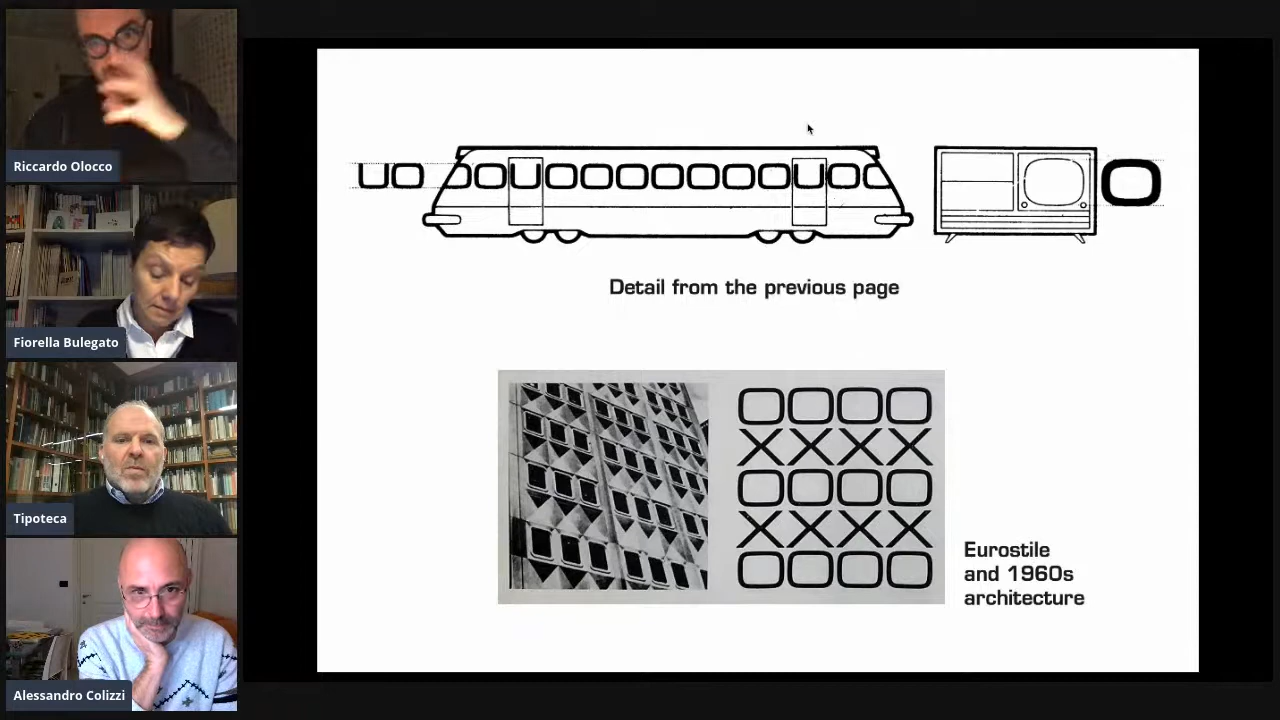 Riccardo Olocco
Fiorella Bulegato
Tipoteca
Alessandro Colizzi
UO
O
Detail from the previous page
OOOO
XXXX
OOOO
XXXX
OOOO
Eurostile
and 1960s
architecture